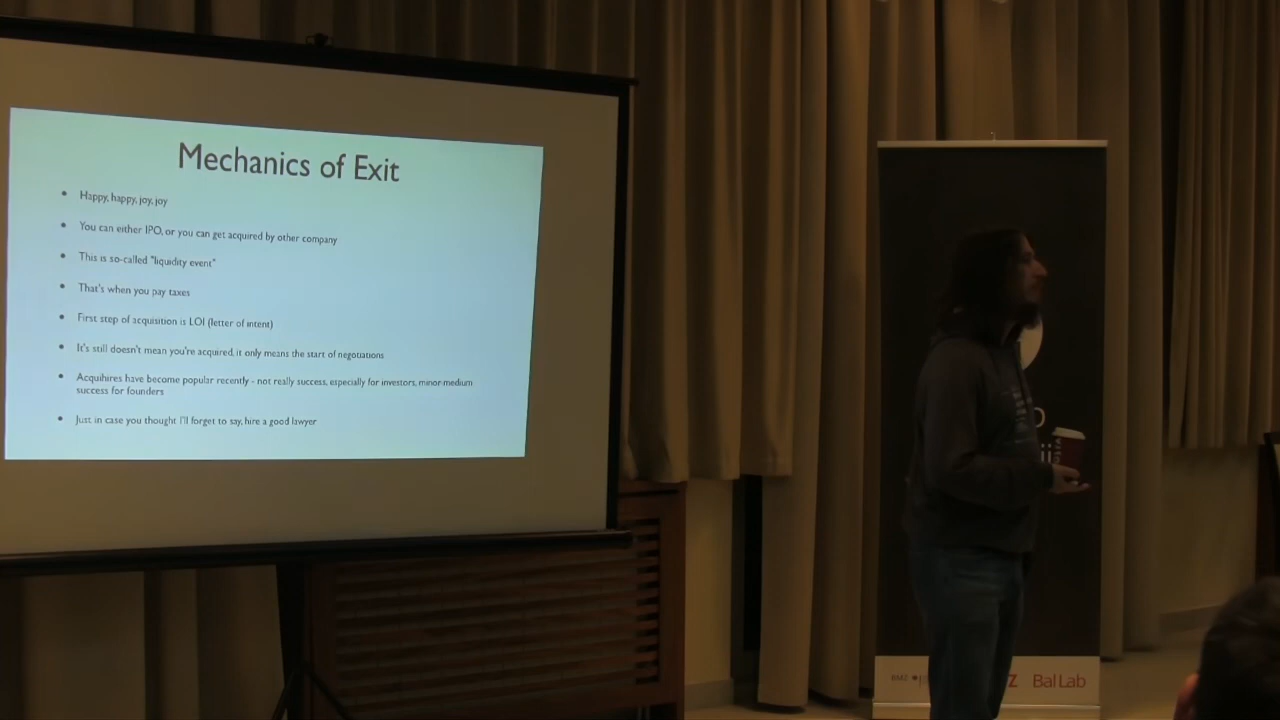 Mechanics of Exit
Happy, happy, joy, joy
You can either IPO, or you can get acquired by other company
This is so-called "liquidity event"
That's when you pay taxes
First step of acquisition is LOI (letter of intent)
It's still doesn't mean you're acquired, it only means the start of negotiations
Acquihires have become popular recently - not really success, especially for investors, minor-medium
success for founders
Just in case you thought I'll forget to say, hire a good lawyer
Bal Lab